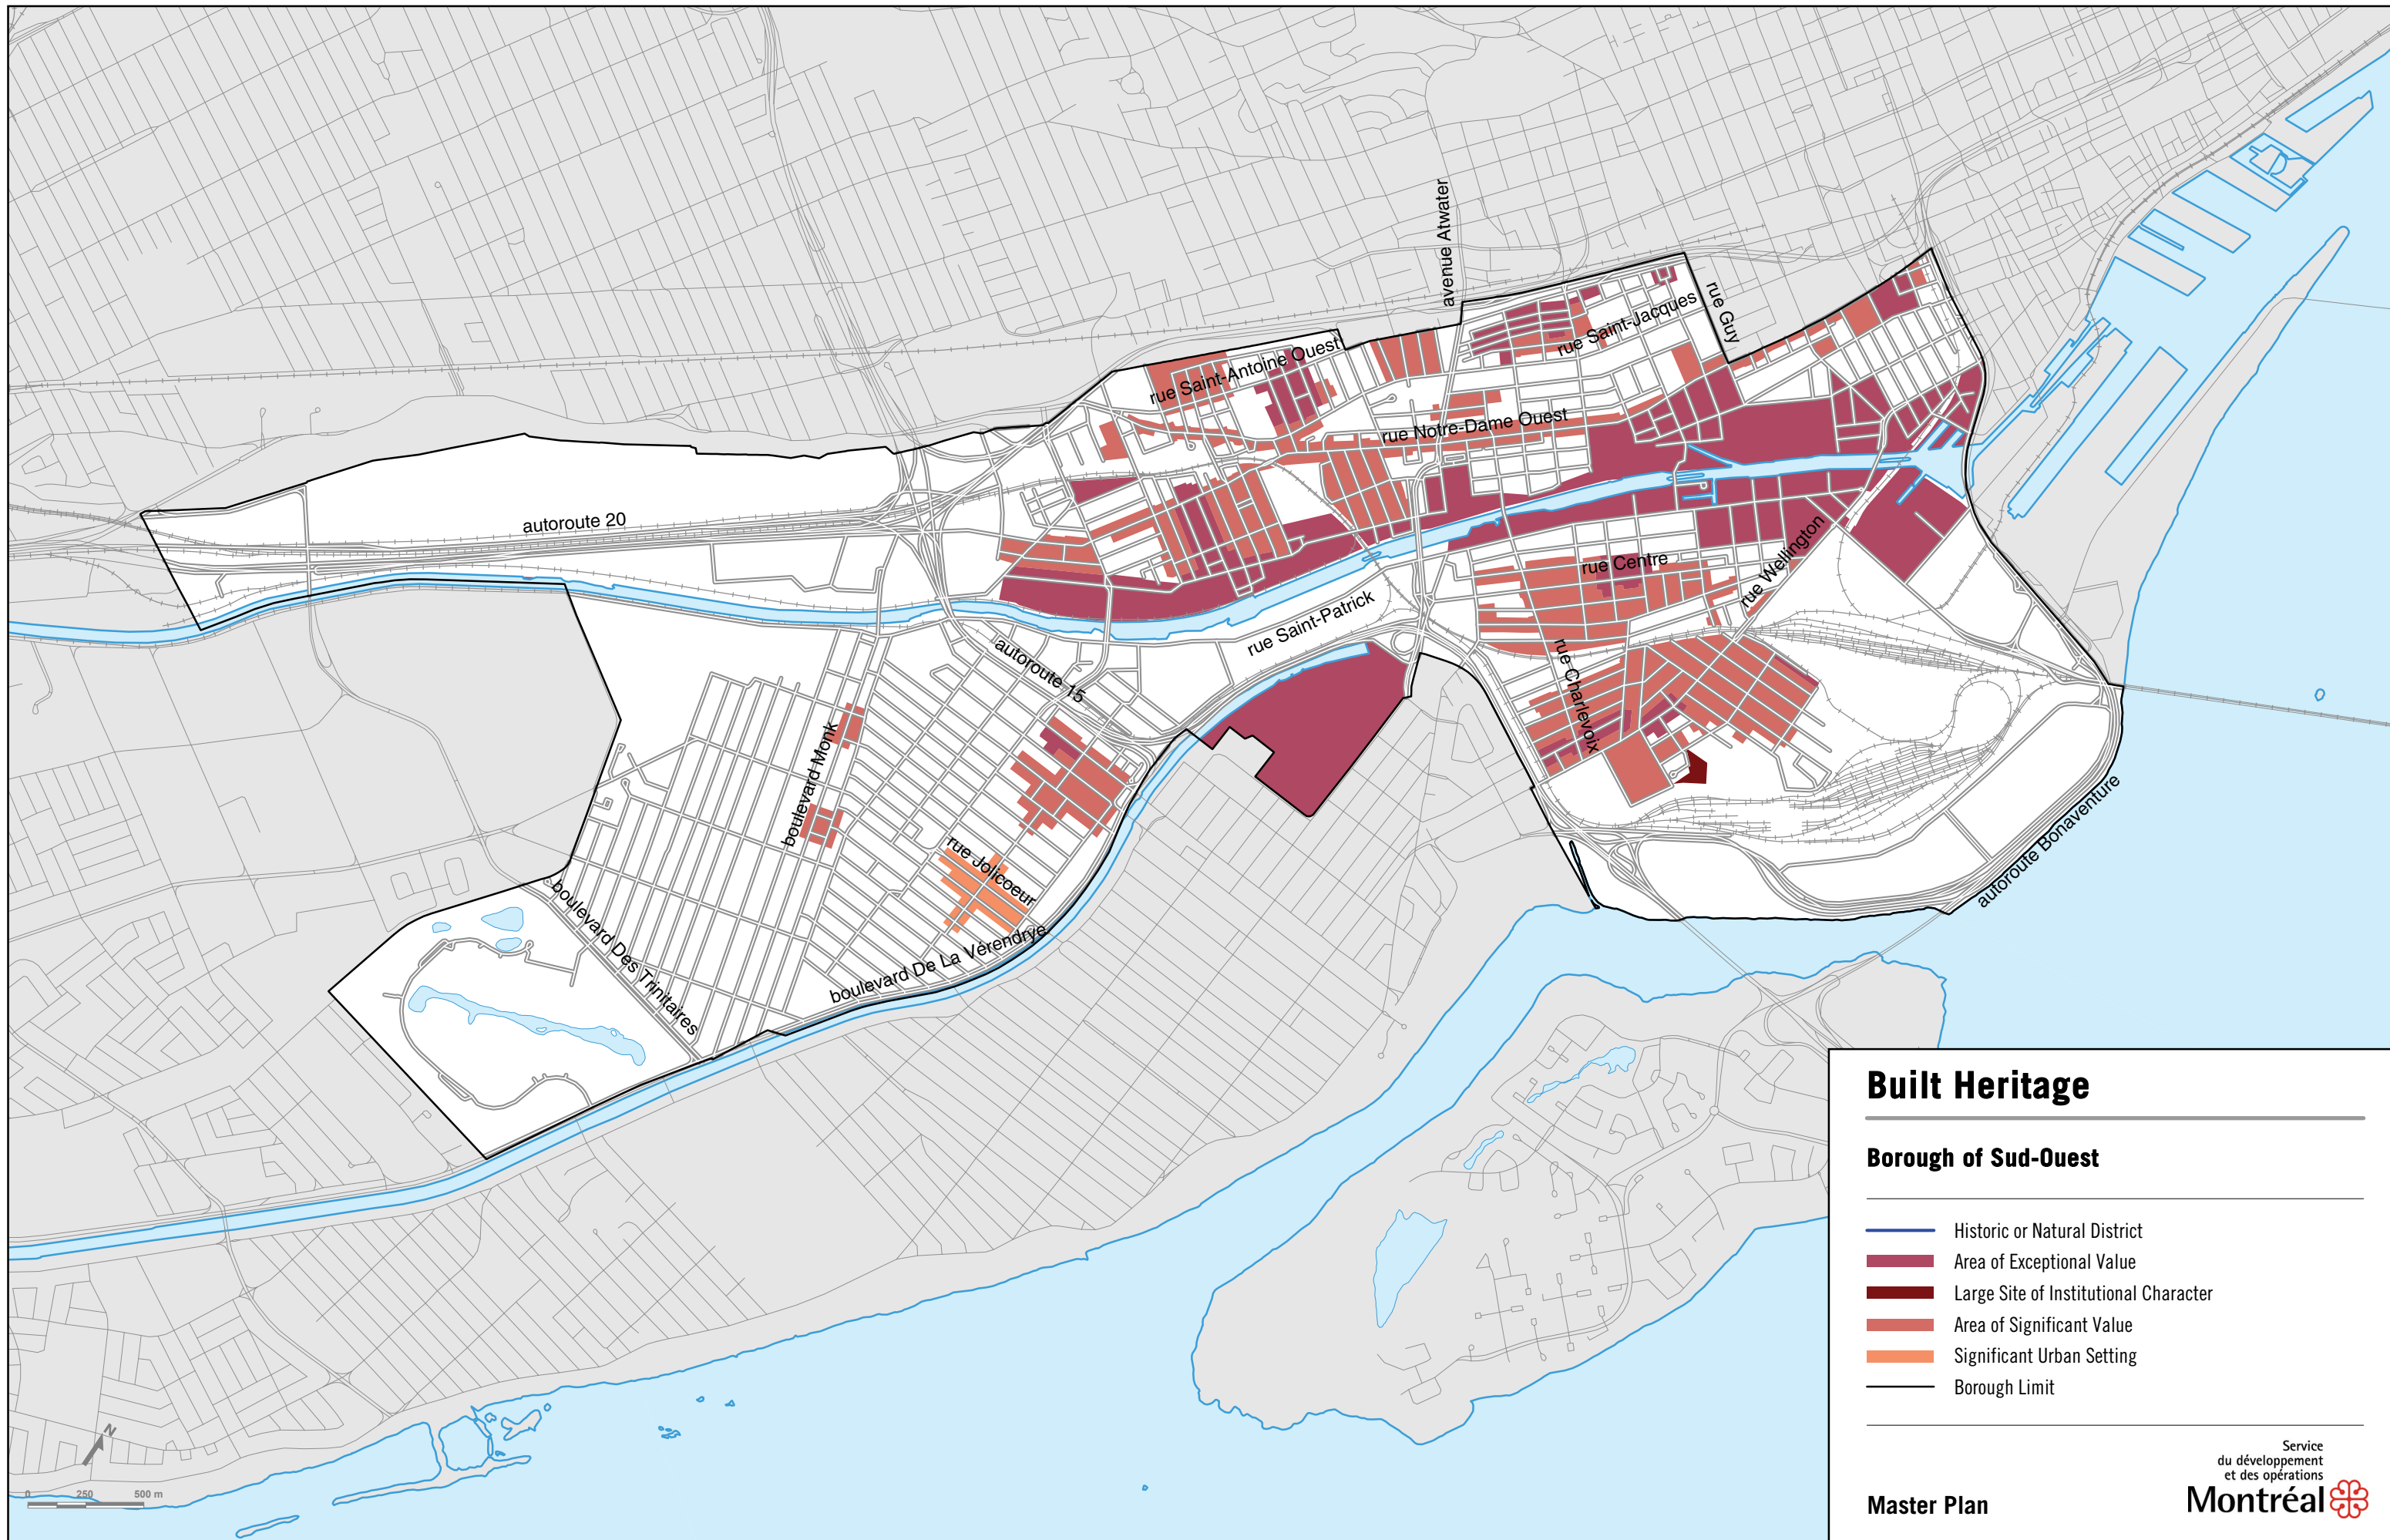 avenue Atwater
rue Guy
rue Saint-Jacques
rue Saint-Antoine Ouest
rue Notre-Dame Ouest
autoroute 20
rue Centre
rue Wellington
rue Saint-Patrick
autoroute 15
rue Charlevoix
boulevard Monk
rue Jolicoeur
autoroute Bonaventure
boulevard Des Trinitaires
boulevard De La Vérendrye
Built Heritage
Borough of Sud-Ouest
Historic or Natural District
Area of Exceptional Value
Large Site of Institutional Character
Area of Significant Value
Significant Urban Setting
Borough Limit
N
0 250 500 m
Service
du développement
et des opérations
Master Plan
Montréal